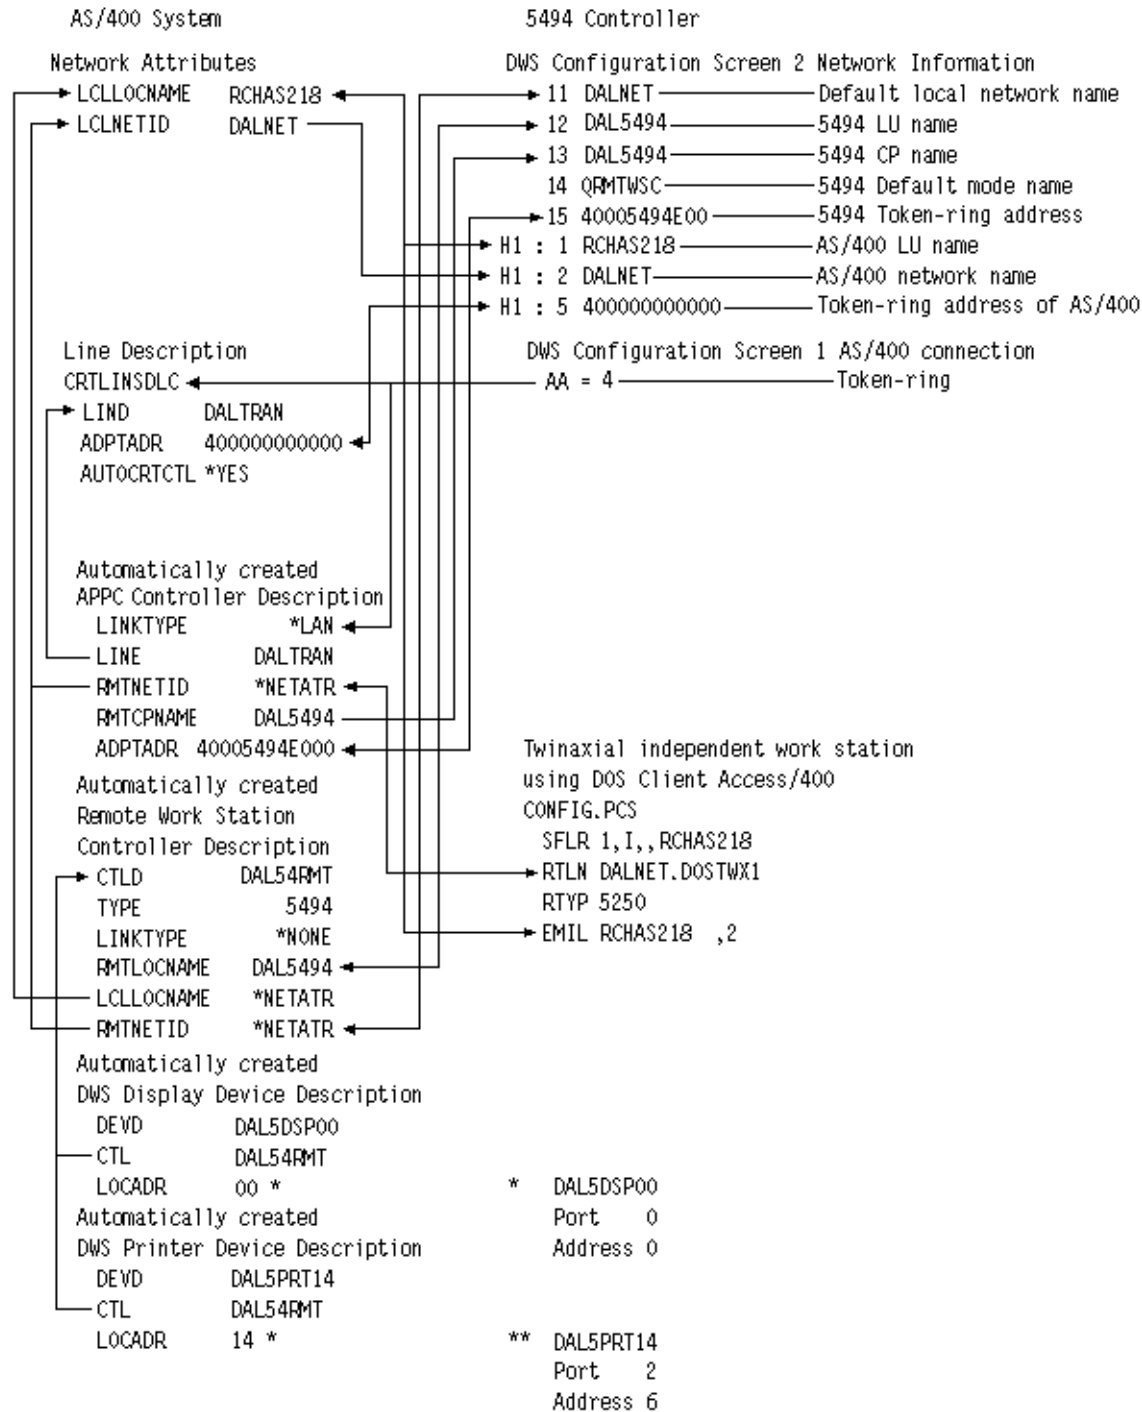 AS/400 System 5494 Controller
Network Attributes DWS Configuration Screen 2 Network Information
LCLLOCNAME RCHAS218 11 DALNET Default local network name
LCLNETID DALNET 12 DAL5494 5494 LU name
13 DAL5494 5494 CP name
14 QRMTWSC 5494 Default mode name
15 40005494E00 5494 Token-ring address
H1 : 1 RCHAS218 AS/400 LU name
H1 : 2 DALNET AS/400 network name
H1 : 5 400000000000 Token-ring address of AS/400
Line Description DWS Configuration Screen 1 AS/400 connection
CRTLINSDLC AA = 4 Token-ring
LIND DALTRAN
ADPTADR 400000000000
AUTOCRTCTL *YES
Automatically created
APPC Controller Description
LINKTYPE *LAN
LINE DALTRAN
RMTNETID *NETATR
RMTCPNAME DAL5494
ADPTADR 40005494E000 Twinaxial independent work station
Automatically created using DOS Client Access/400
Remote Work Station CONFIG.PCS
Controller Description SFLR 1,I,,RCHAS218
CTLD DAL54RMT RTLN DALNET.DOSTWX1
TYPE 5494 RTYP 5250
LINKTYPE *NONE EMIL RCHAS218 ,2
RMTLOCNAME DAL5494
LCLLOCNAME *NETATR
RMTNETID *NETATR
Automatically created
DWS Display Device Description
DEVD DAL5DSP00
CTL DAL54RMT
LOCADR 00 * * DAL5DSP00
Automatically created Port 0
DWS Printer Device Description Address 0
DEVD DAL5PRT14
CTL DAL54RMT
LOCADR 14 * ** DAL5PRT14
Port 2
Address 6